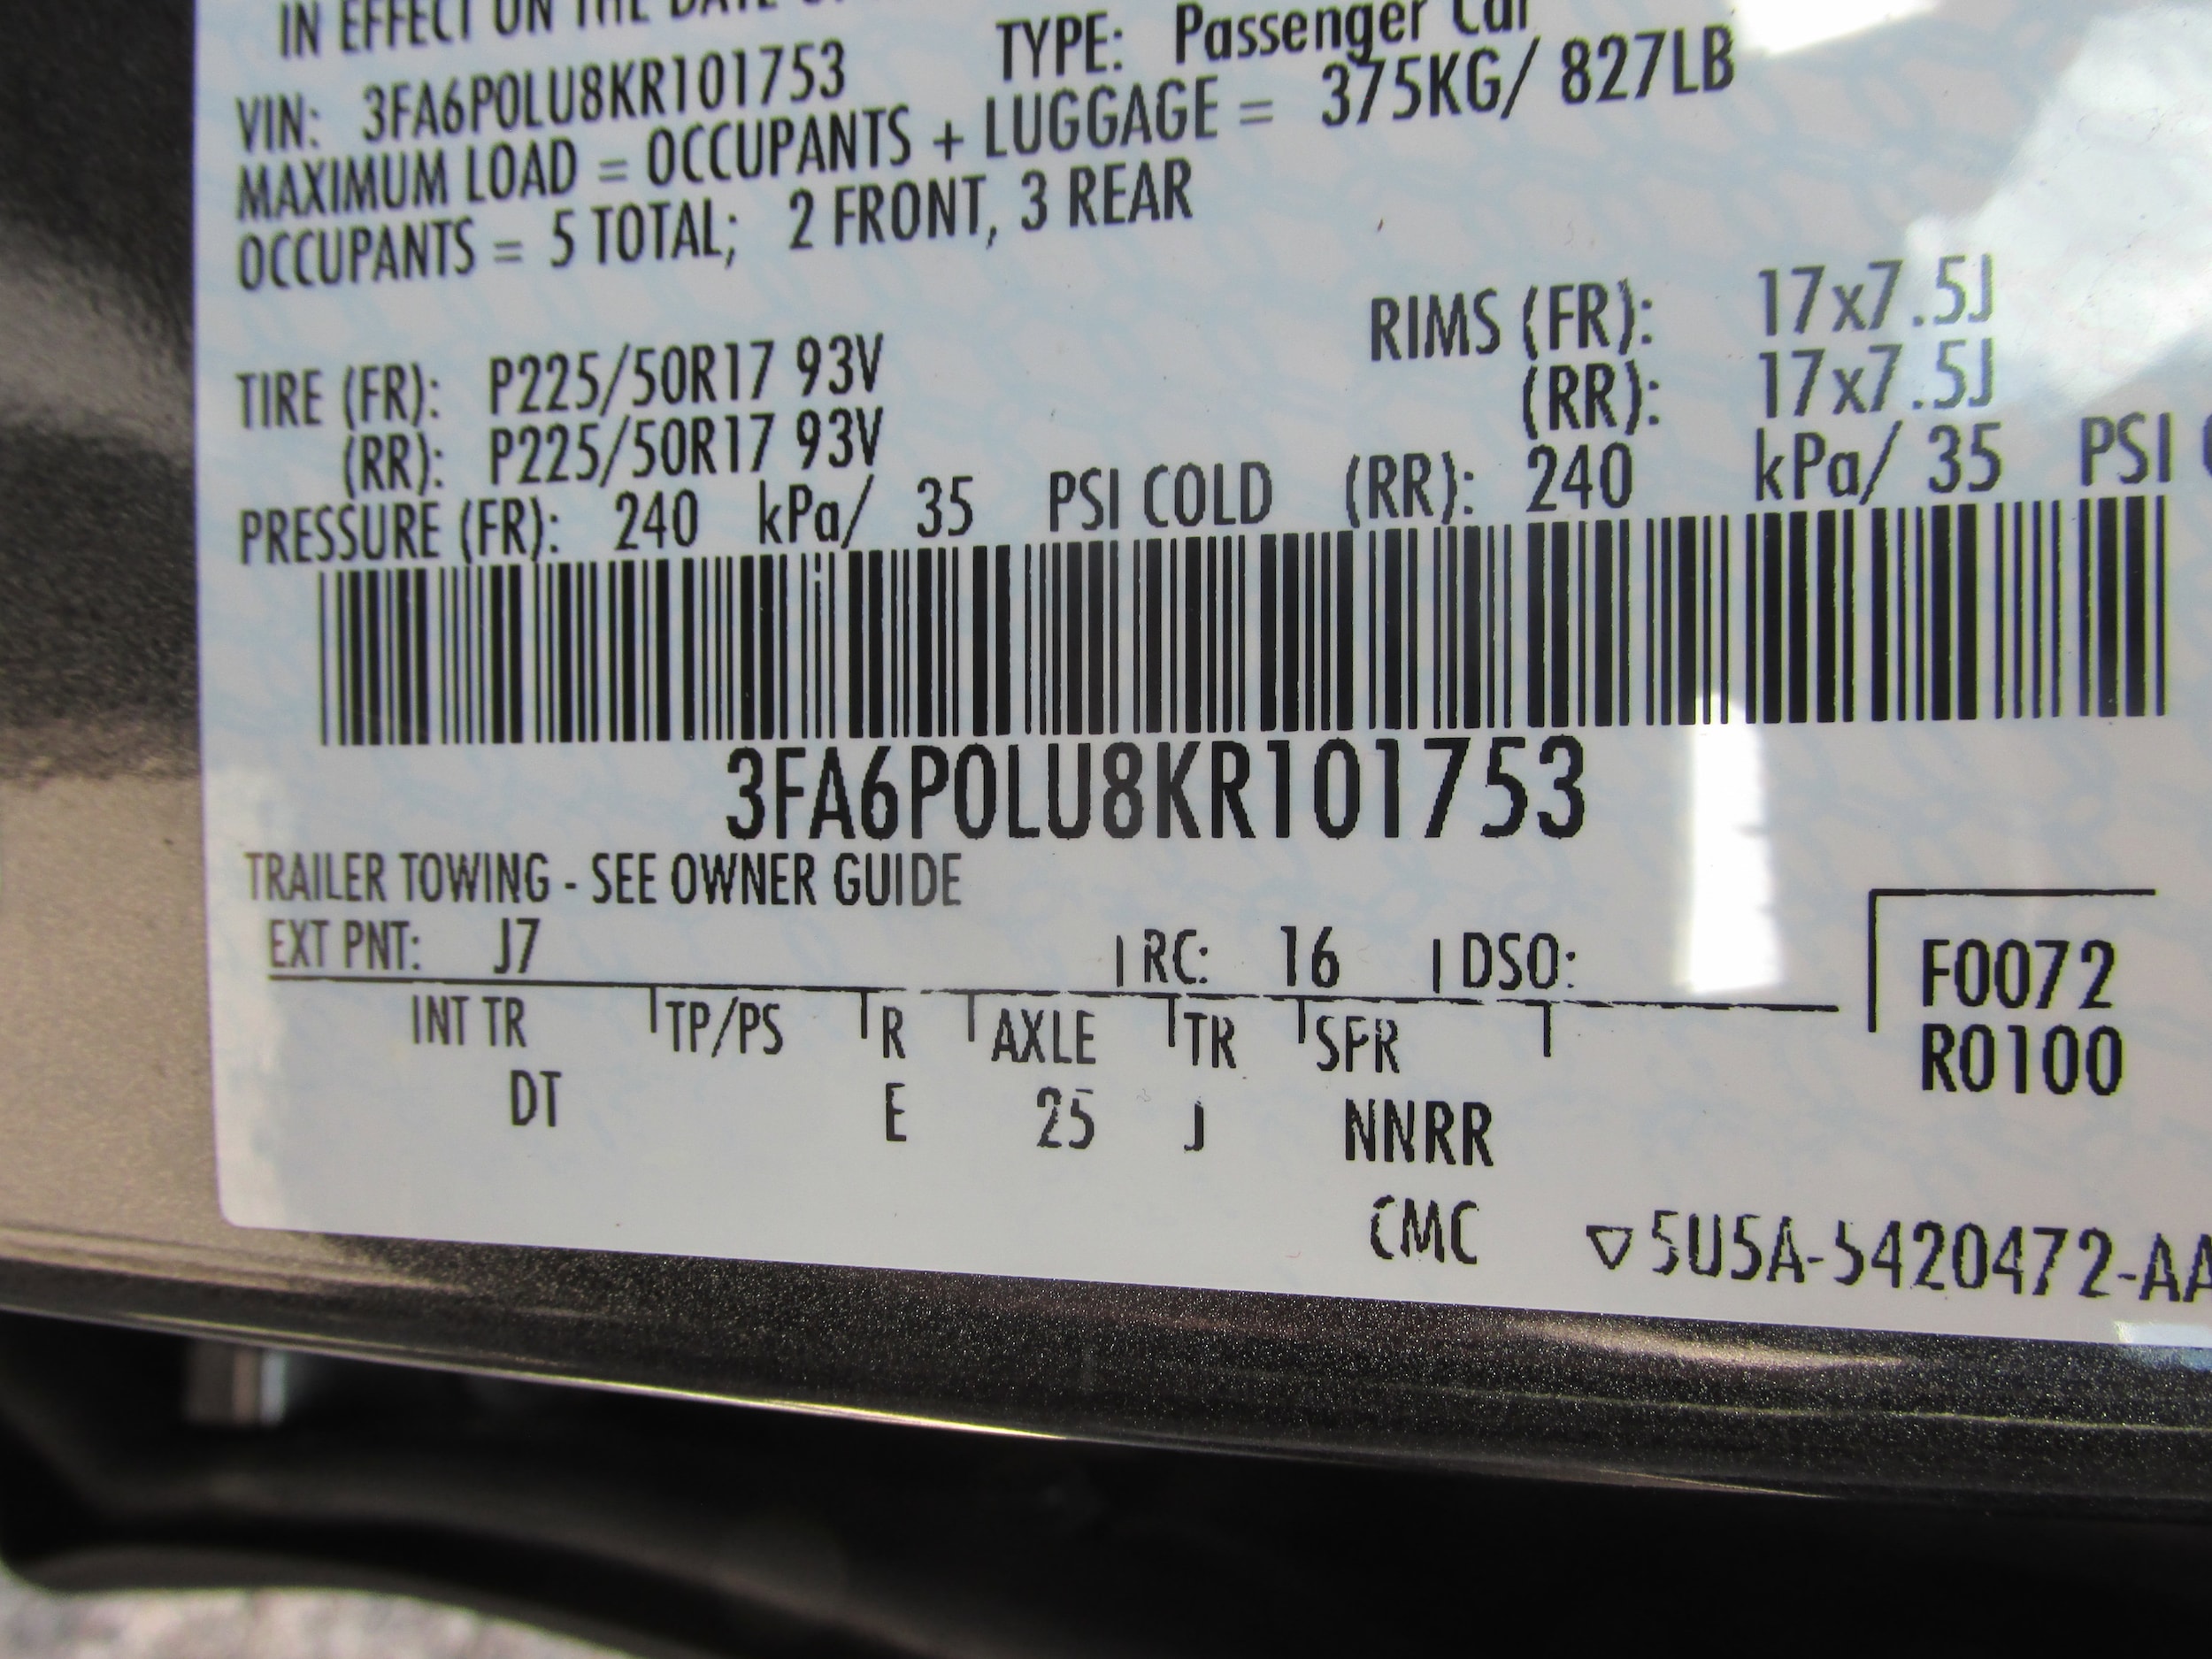 IN EFFECT ON THE DATE
TYPE: Passenger Car
VIN: 3FA6P0LU8KR101753
MAXIMUM LOAD = OCCUPANTS + LUGGAGE = 375KG/ 827LB
OCCUPANTS = 5 TOTAL; 2 FRONT, 3 REAR
TIRE (FR): P225/50R17 93V RIMS (FR): 17x7.5J
(RR): P225/50R17 93V (RR): 17x7.5J
PRESSURE (FR): 240 kPa/ 35 PSI COLD (RR): 240 kPa/ 35 PSI
3FA6P0LU8KR101753
TRAILER TOWING - SEE OWNER GUIDE
EXT PNT: J7 RC: 16 DSO:
F0072
R0100
INT TR TP/PS R AXLE TR SPR
DT E 25 J NNRR
CMC ▽5U5A-5420472-AA